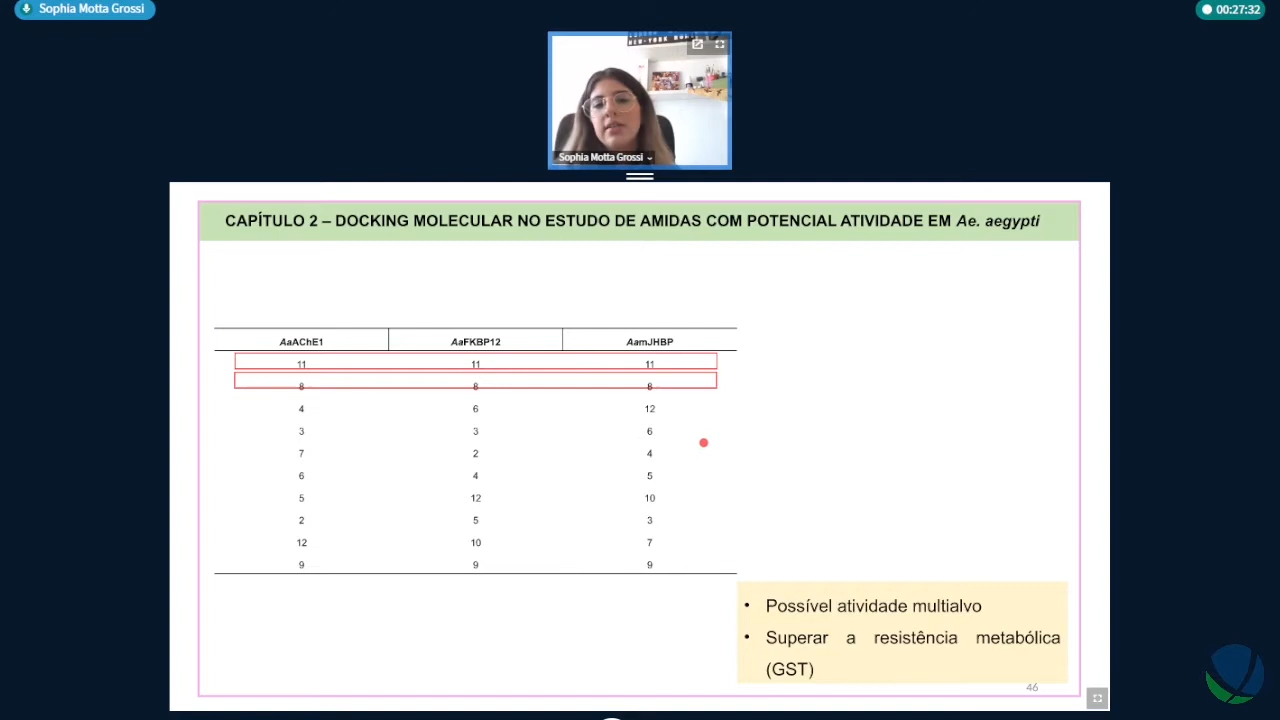 Sophia Motta Grossi
00:27:32
Sophia Motta Grossi
CAPÍTULO 2 – DOCKING MOLECULAR NO ESTUDO DE AMIDAS COM POTENCIAL ATIVIDADE EM Ae. aegypti
AaAChE1 AaFKBP12 AamJHBP
11 11 11
8 8 8
4 6 12
3 3 6
7 2 4
6 4 5
5 12 10
2 5 3
12 10 7
9 9 9
• Possível atividade multialvo
• Superar a resistência metabólica
(GST)
46